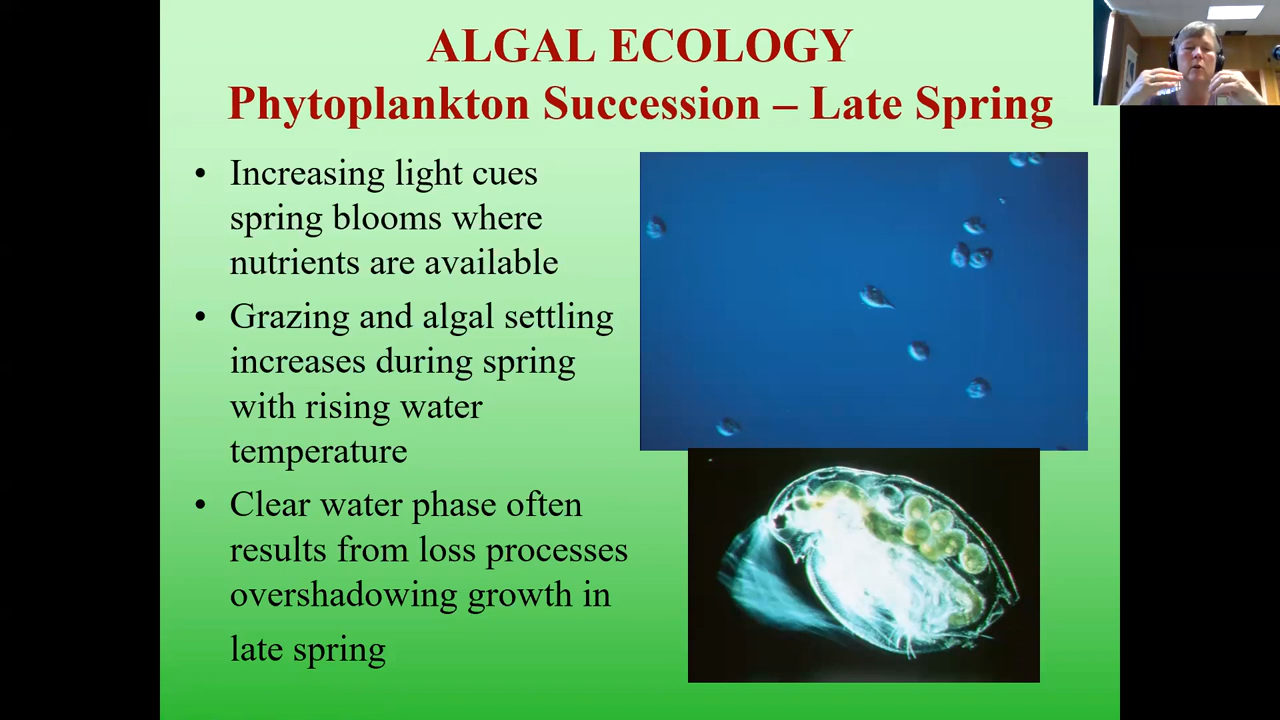 ALGAL ECOLOGY
Phytoplankton Succession – Late Spring
• Increasing light cues
spring blooms where
nutrients are available
• Grazing and algal settling
increases during spring
with rising water
temperature
• Clear water phase often
results from loss processes
overshadowing growth in
late spring